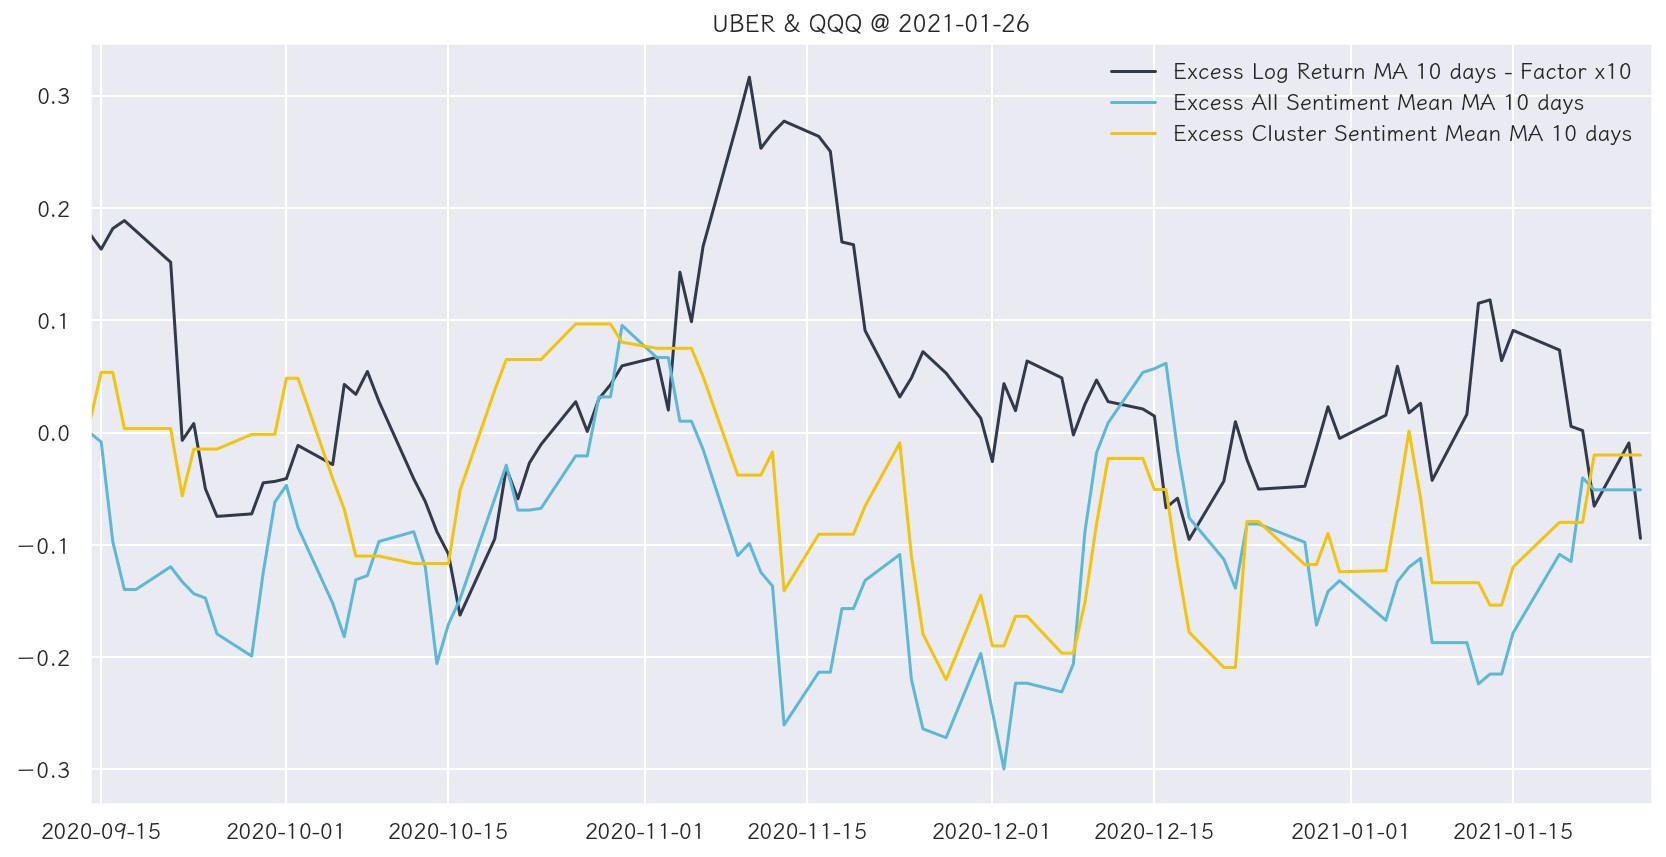 UBER & QQQ @ 2021-01-26
Excess Log Return MA 10 days - Factor x10
Excess All Sentiment Mean MA 10 days
Excess Cluster Sentiment Mean MA 10 days
0.3
0.2
0.1
0.0
−0.1
−0.2
−0.3
2020-09-15 2020-10-01 2020-10-15 2020-11-01 2020-11-15 2020-12-01 2020-12-15 2021-01-01 2021-01-15